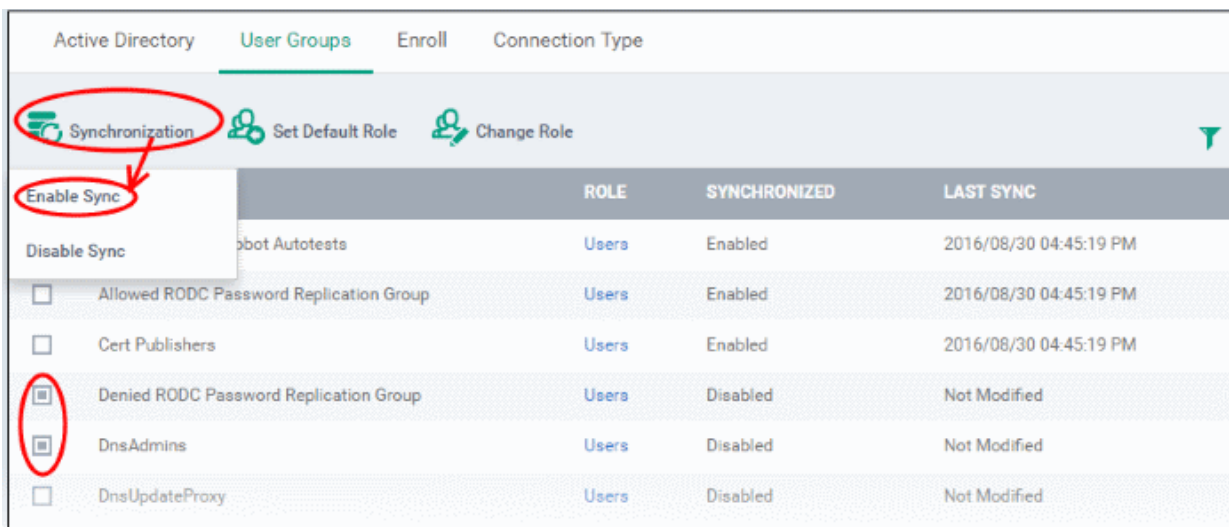 Active Directory User Groups Enroll Connection Type
Synchronization Set Default Role Change Role
Enable Sync ROLE SYNCHRONIZED LAST SYNC
Disable Sync Autotests Users Enabled 2016/08/30 04:45:19 PM
Allowed RODC Password Replication Group Users Enabled 2016/08/30 04:45:19 PM
Cert Publishers Users Enabled 2016/08/30 04:45:19 PM
Denied RODC Password Replication Group Users Disabled Not Modified
DnsAdmins Users Disabled Not Modified
DnsUpdateProxy Users Disabled Not Modified